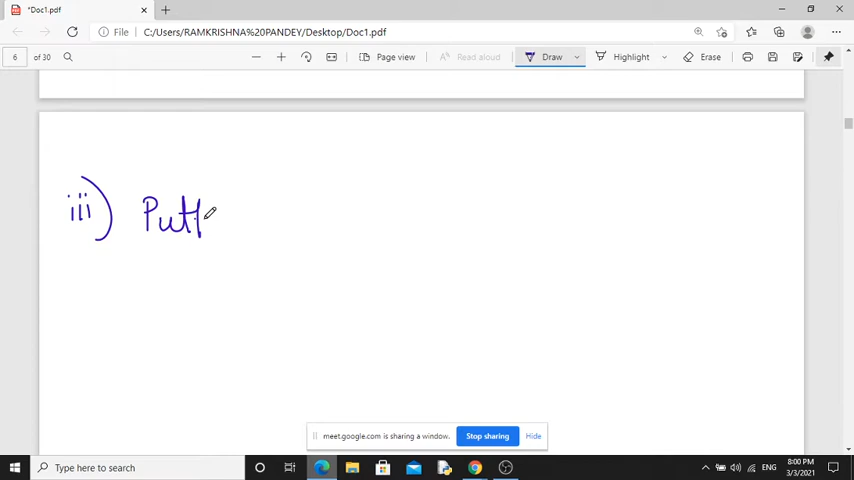 *Doc1.pdf
File C:/Users/RAMKRISHNA%20PANDEY/Desktop/Doc1.pdf
6 of 30 Page view Read aloud Draw Highlight Erase
iii) Putt
meet.google.com is sharing a window. Stop sharing Hide
Type here to search
ENG
8:00 PM
3/3/2021